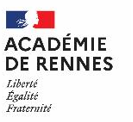 ACADÉMIE
DE RENNES
Liberté
Égalité
Fraternité